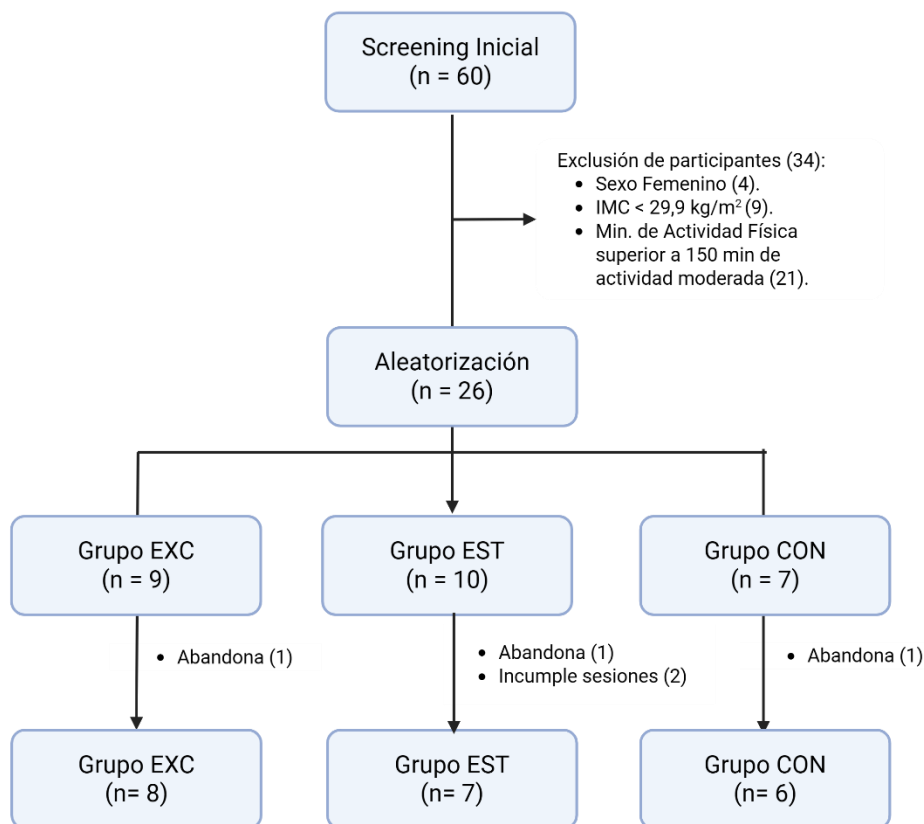 Screening Inicial
(n = 60)
Exclusión de participantes (34):
• Sexo Femenino (4).
• IMC < 29,9 kg/m² (9).
• Min. de Actividad Física
superior a 150 min de
actividad moderada (21).
Aleatorización
(n = 26)
Grupo EXC
(n = 9)
Grupo EST
(n = 10)
Grupo CON
(n = 7)
• Abandona (1)
• Abandona (1)
• Incumple sesiones (2)
• Abandona (1)
Grupo EXC
(n= 8)
Grupo EST
(n= 7)
Grupo CON
(n= 6)